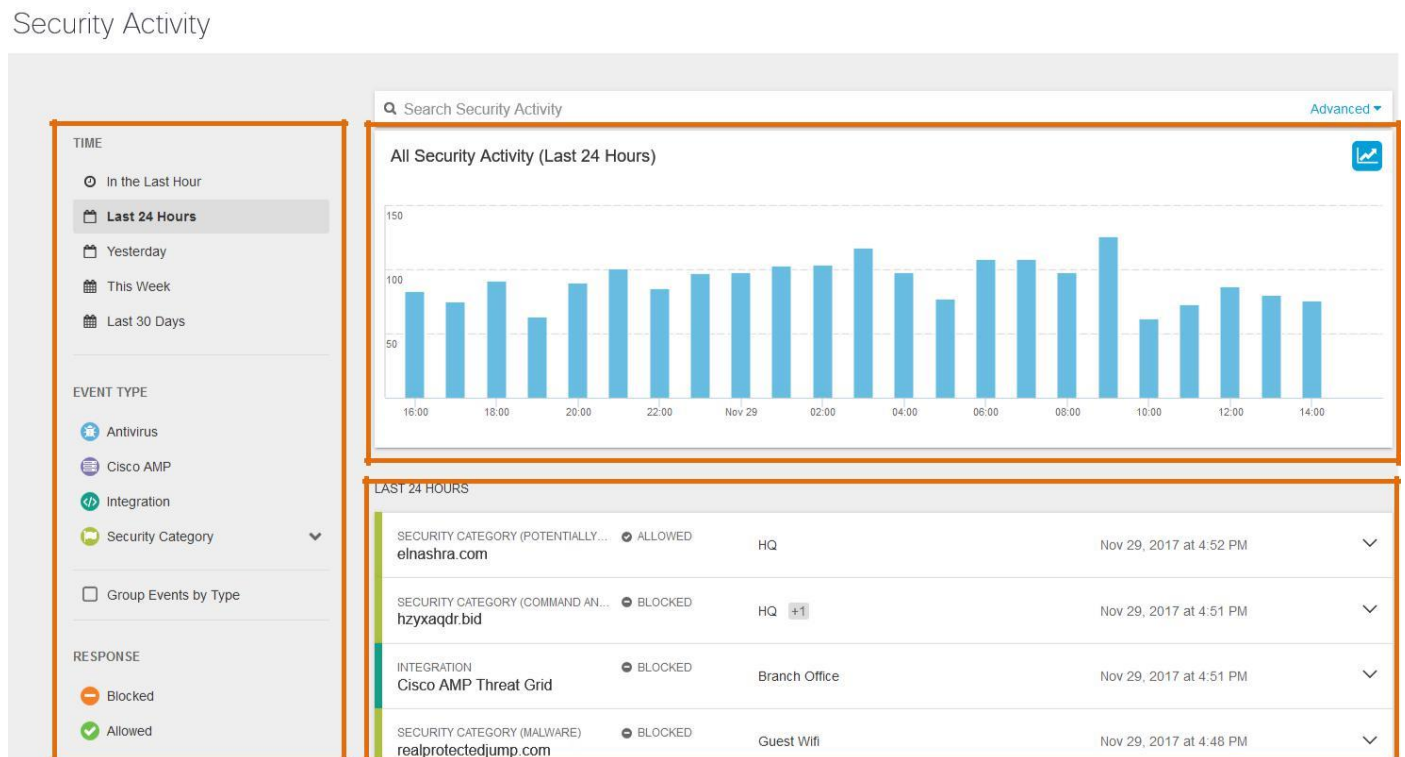 Security Activity
Search Security Activity
Advanced
TIME
In the Last Hour
Last 24 Hours
Yesterday
This Week
Last 30 Days
EVENT TYPE
Antivirus
Cisco AMP
Integration
Security Category
Group Events by Type
RESPONSE
Blocked
Allowed
All Security Activity (Last 24 Hours)
150
100
50
16:00 18:00 20:00 22:00 Nov 29 02:00 04:00 06:00 08:00 10:00 12:00 14:00
LAST 24 HOURS
SECURITY CATEGORY (POTENTIALLY... ALLOWED
elnashra.com
HQ
Nov 29, 2017 at 4:52 PM
SECURITY CATEGORY (COMMAND AN... BLOCKED
hzyxaqdr.bid
HQ +1
Nov 29, 2017 at 4:51 PM
INTEGRATION BLOCKED
Cisco AMP Threat Grid
Branch Office
Nov 29, 2017 at 4:51 PM
SECURITY CATEGORY (MALWARE) BLOCKED
realprotectedjump.com
Guest Wifi
Nov 29, 2017 at 4:48 PM